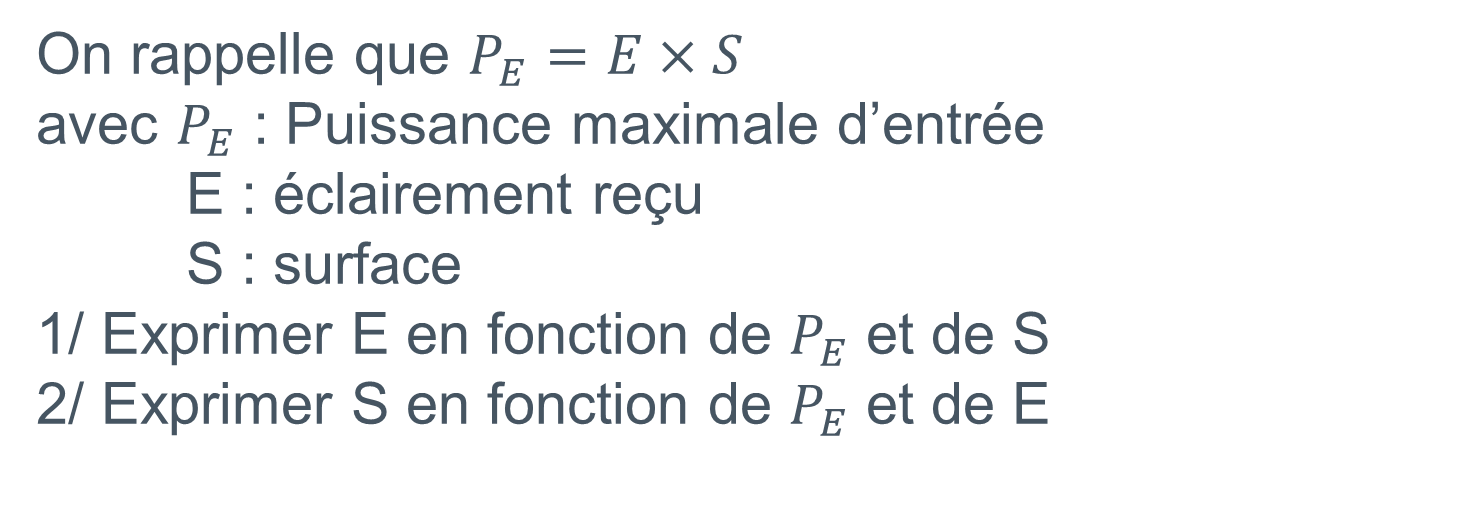 On rappelle que P_E = E × S
avec P_E : Puissance maximale d’entrée
E : éclairement reçu
S : surface
1/ Exprimer E en fonction de P_E et de S
2/ Exprimer S en fonction de P_E et de E